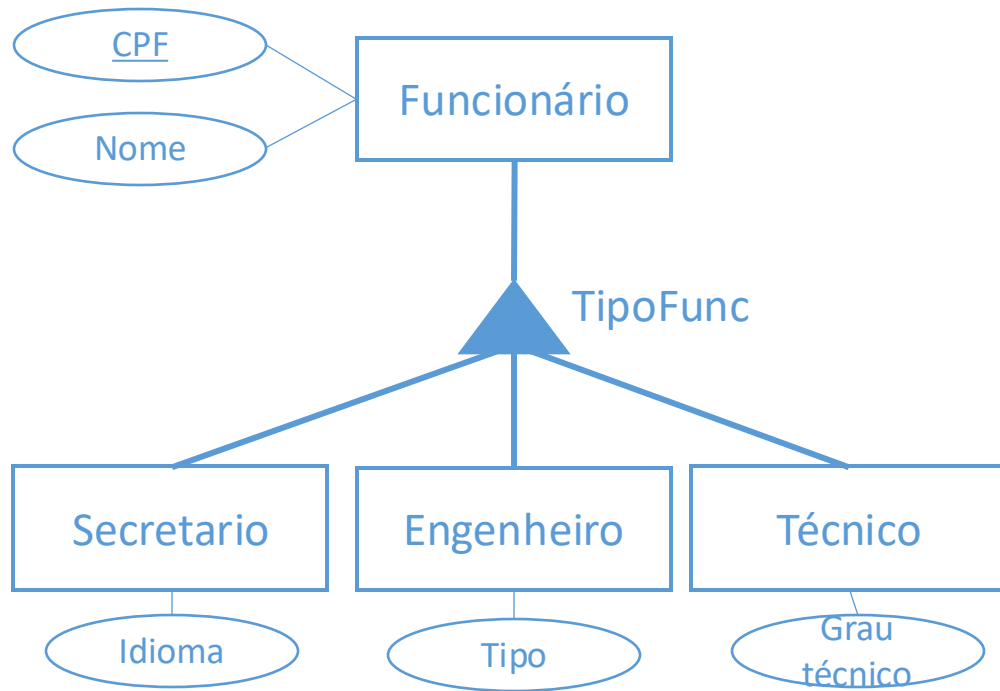 CPF
Funcionário
Nome
TipoFunc
Secretario
Engenheiro
Técnico
Idioma
Tipo
Grau
técnico